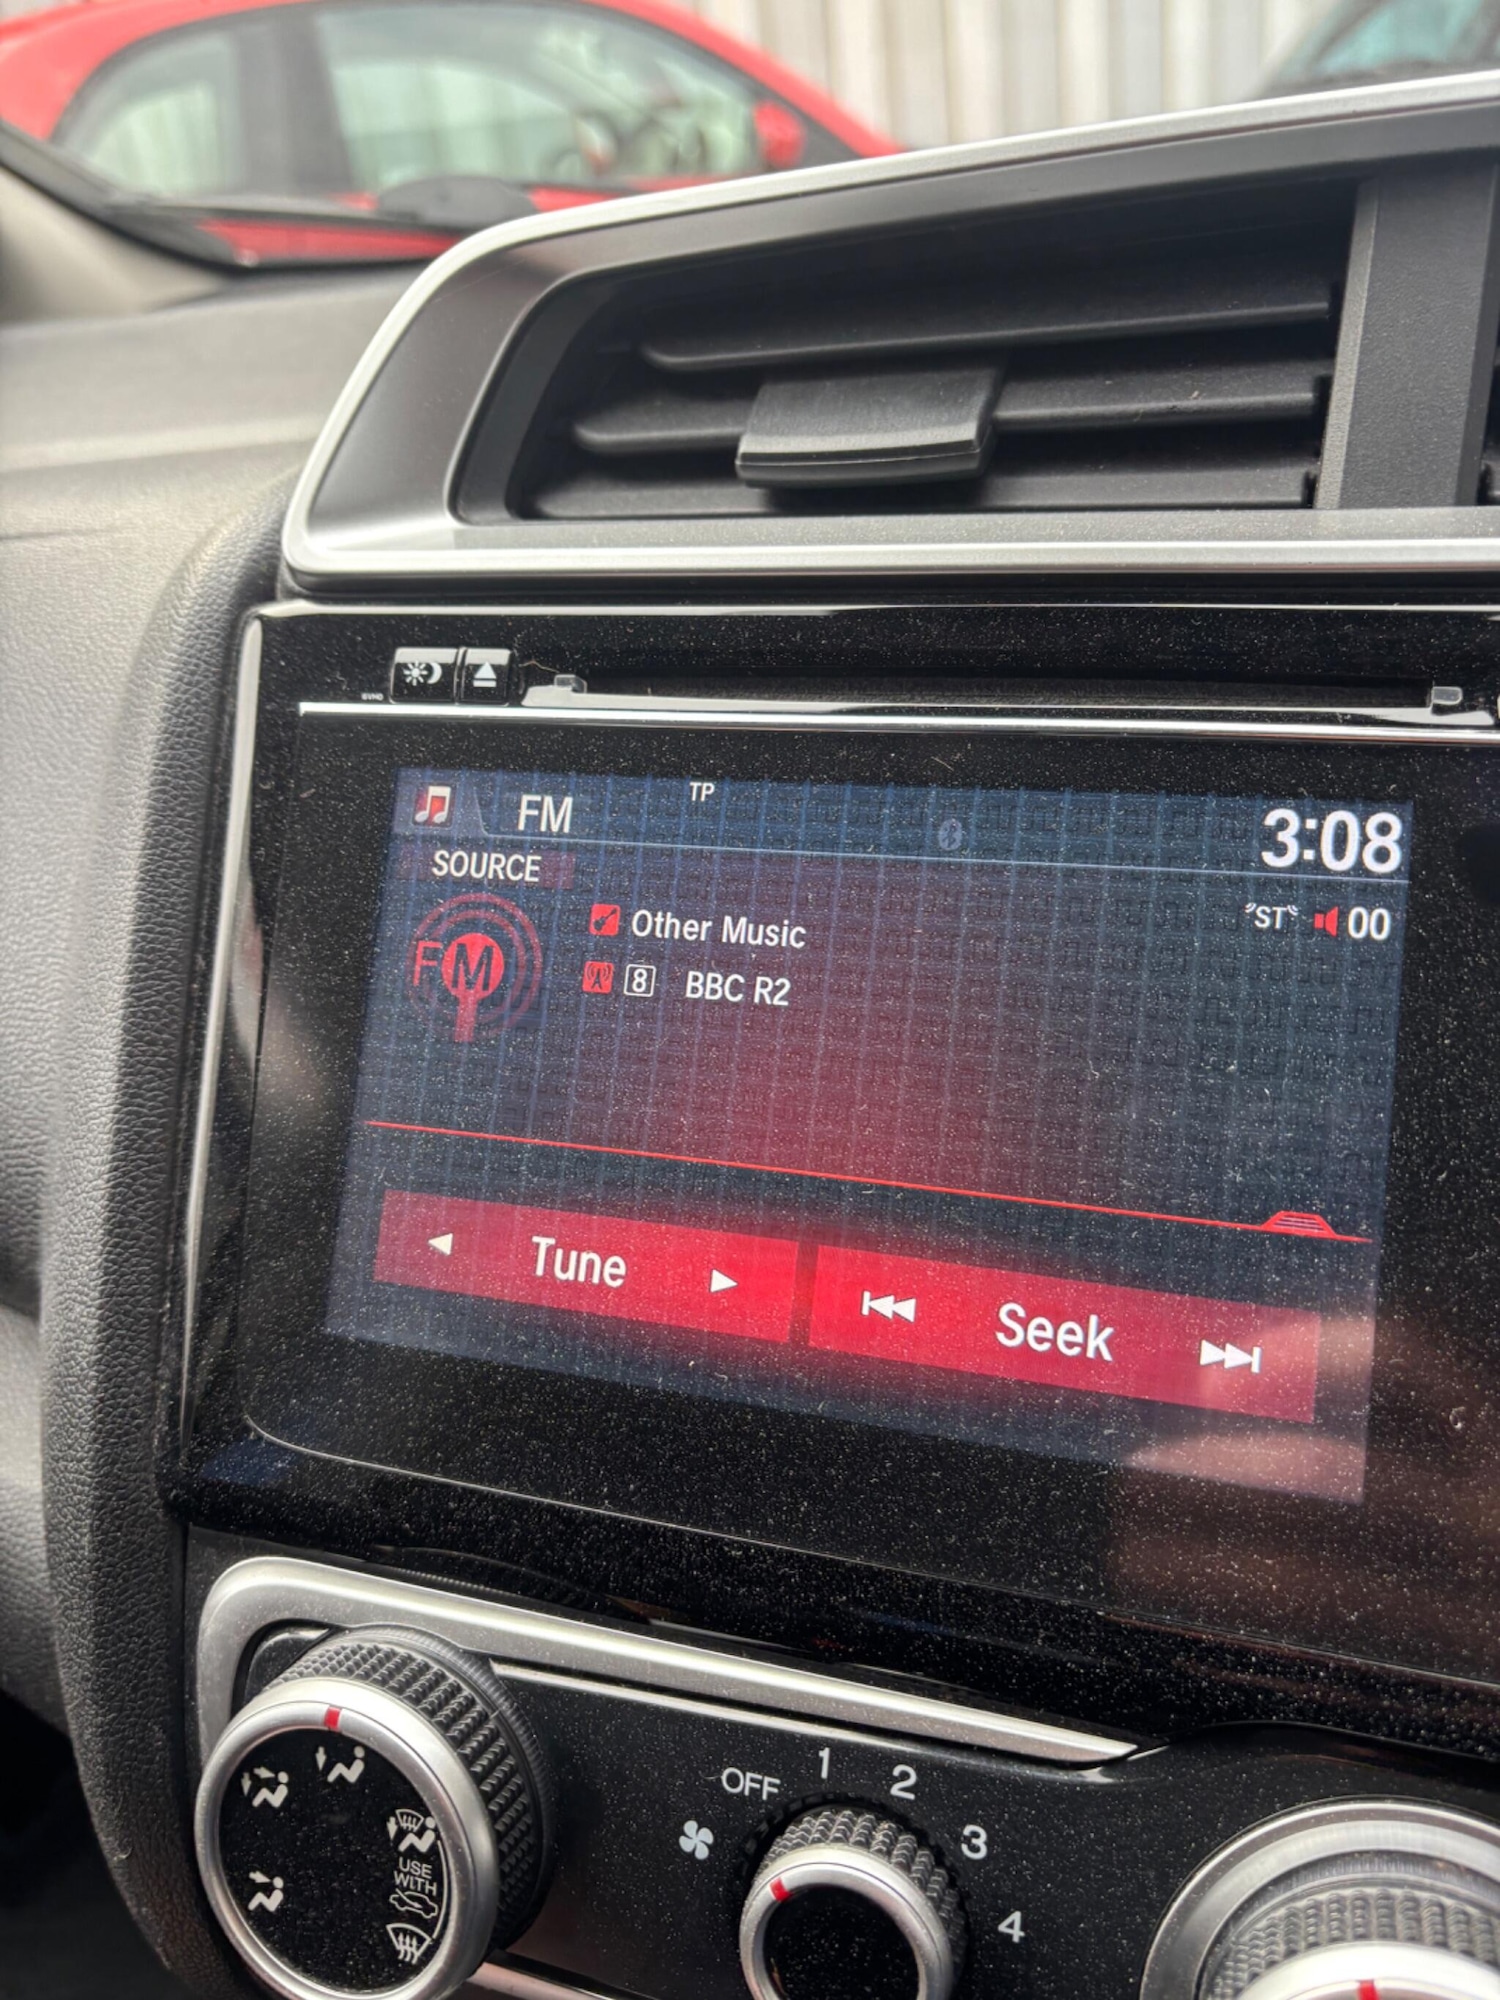 FM
TP
3:08
SOURCE
ST
00
FM
Other Music
8
BBC R2
Tune
Seek
OFF
1
2
3
4
USE
WITH